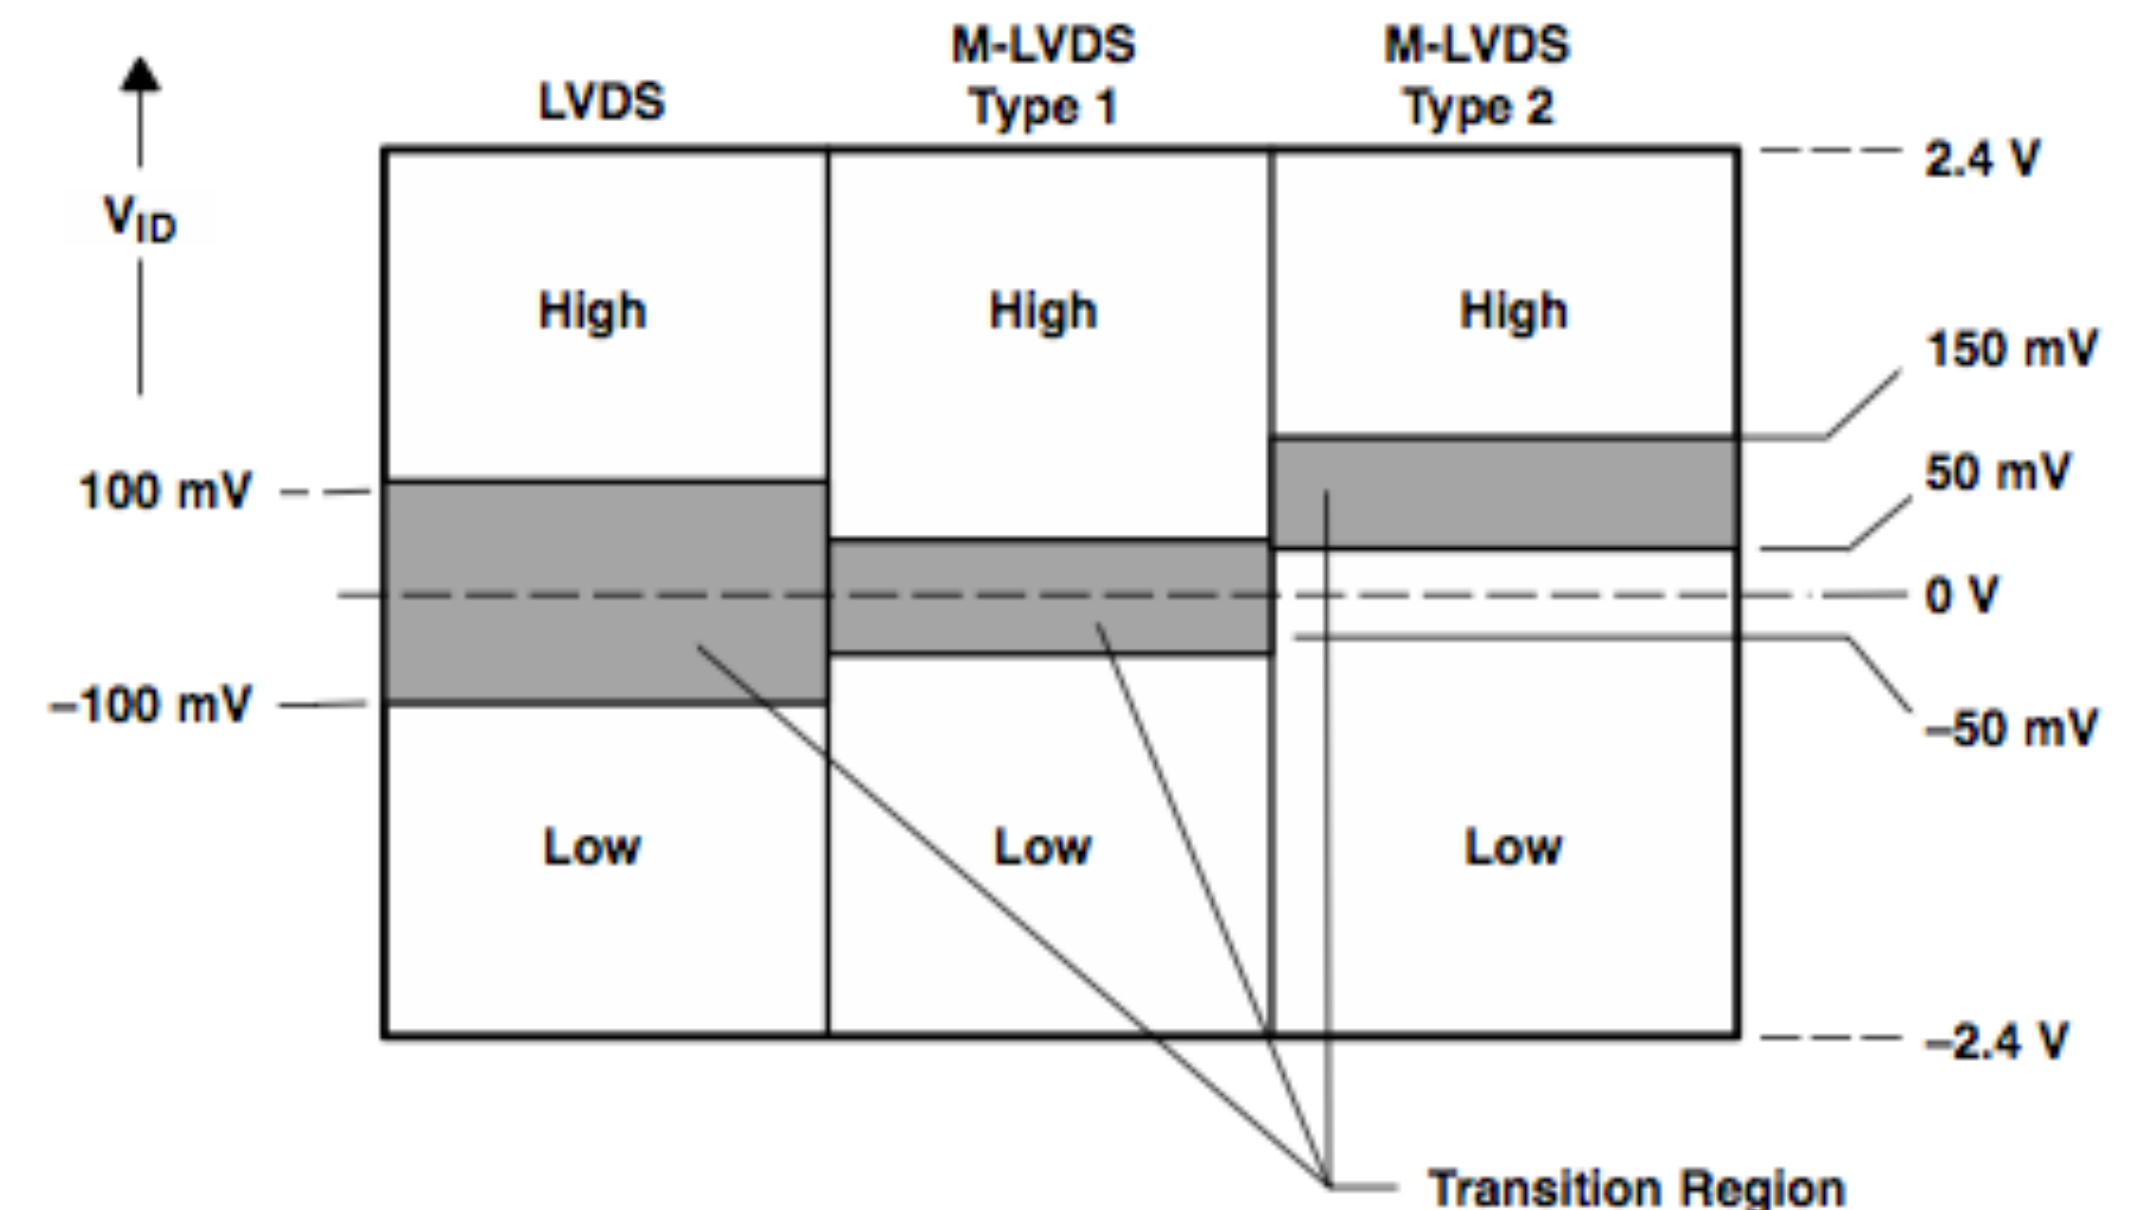 M-LVDS
Type 1
M-LVDS
Type 2
LVDS
2.4 V
VID
High
High
High
150 mV
50 mV
100 mV
0 V
–100 mV
–50 mV
Low
Low
Low
–2.4 V
Transition Region